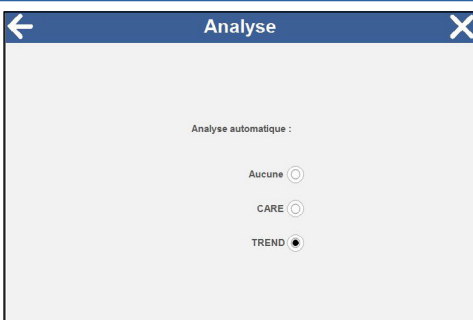 Analyse
Analyse automatique :
Aucune
CARE
TREND